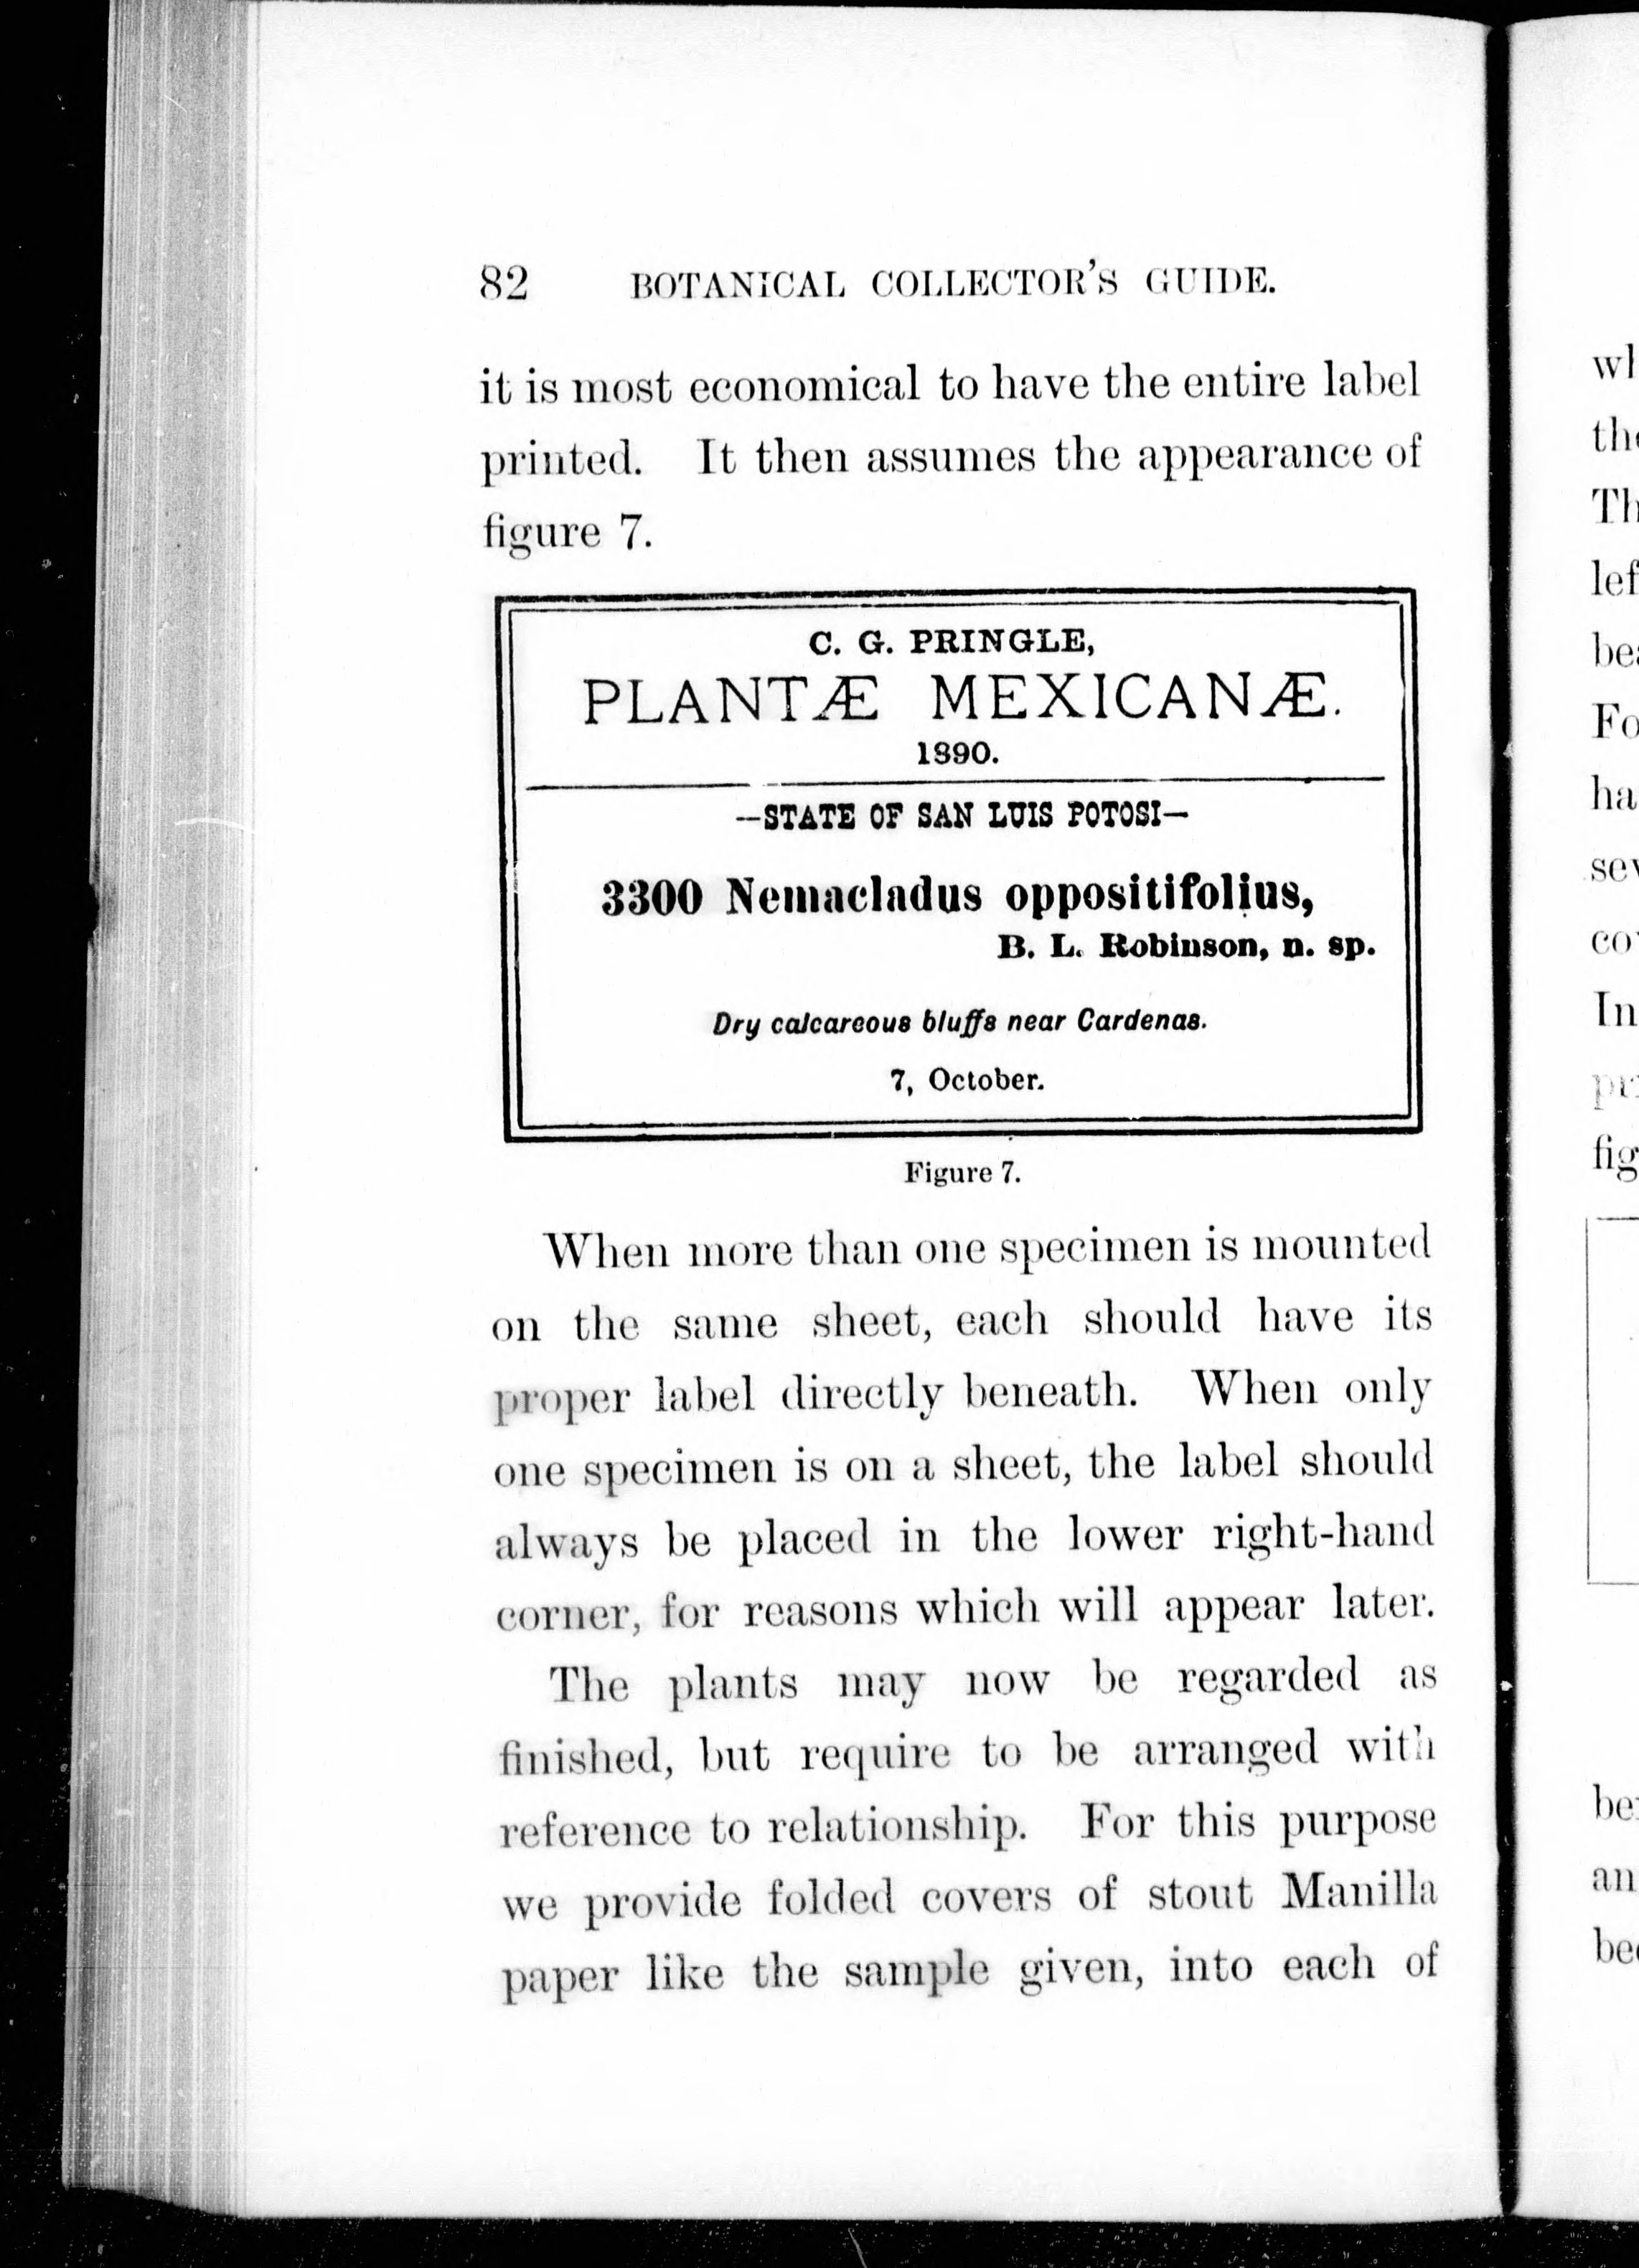 82 BOTANICAL COLLECTOR'S GUIDE.
it is most economical to have the entire label
printed. It then assumes the appearance of
figure 7.
C. G. PRINGLE,
PLANTÆ MEXICANÆ.
1890.
—STATE OF SAN LUIS POTOSI—
3300 Nemacladus oppositifolius,
B. L. Robinson, n. sp.
Dry calcareous bluffs near Cardenas.
7, October.
Figure 7.
When more than one specimen is mounted
on the same sheet, each should have its
proper label directly beneath. When only
one specimen is on a sheet, the label should
always be placed in the lower right-hand
corner, for reasons which will appear later.
The plants may now be regarded as
finished, but require to be arranged with
reference to relationship. For this purpose
we provide folded covers of stout Manilla
paper like the sample given, into each of